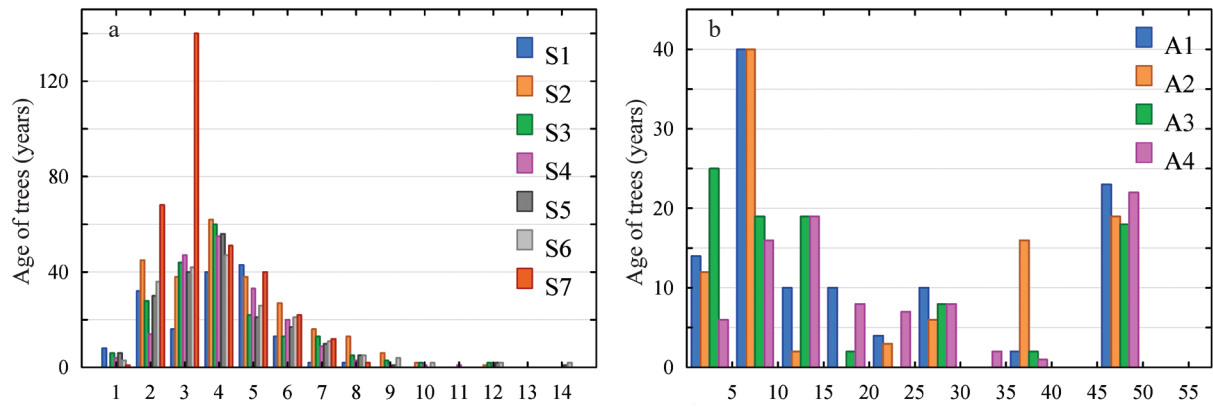 a
S1
S2
S3
S4
S5
S6
S7
Age of trees (years)
120
80
40
0
1 2 3 4 5 6 7 8 9 10 11 12 13 14
b
A1
A2
A3
A4
Age of trees (years)
40
30
20
10
0
5 10 15 20 25 30 35 40 45 50 55